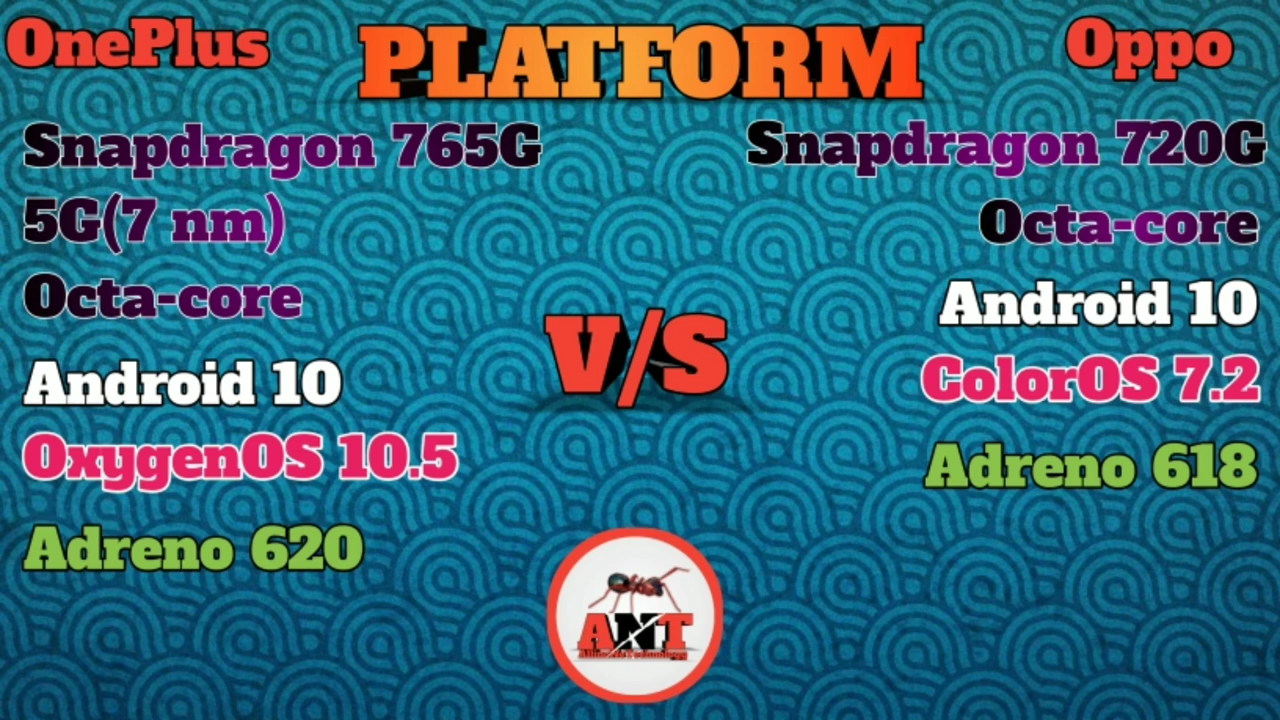 OnePlus
PLATFORM
Oppo
Snapdragon 765G
5G(7 nm)
Octa-core
Android 10
OxygenOS 10.5
Adreno 620
V/S
Snapdragon 720G
Octa-core
Android 10
ColorOS 7.2
Adreno 618
ANT